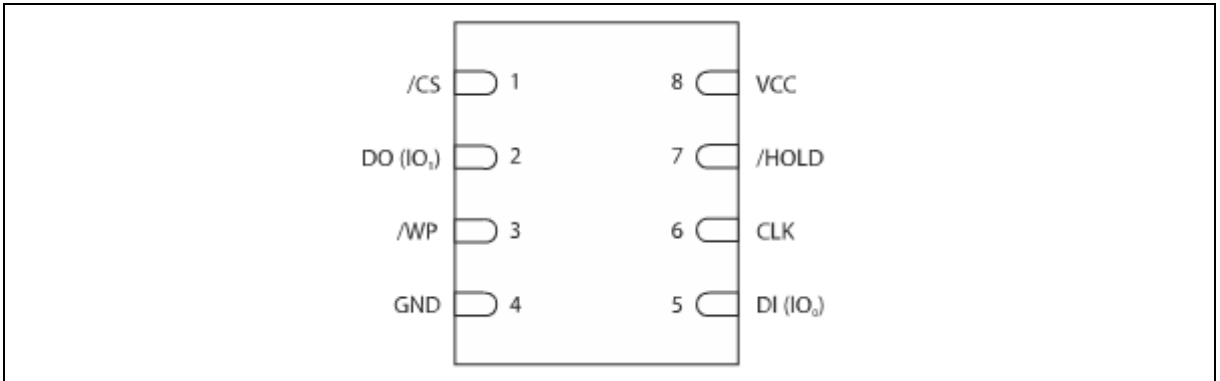 /CS 1 8 VCC
DO (IO₁) 2 7 /HOLD
/WP 3 6 CLK
GND 4 5 DI (IO₀)